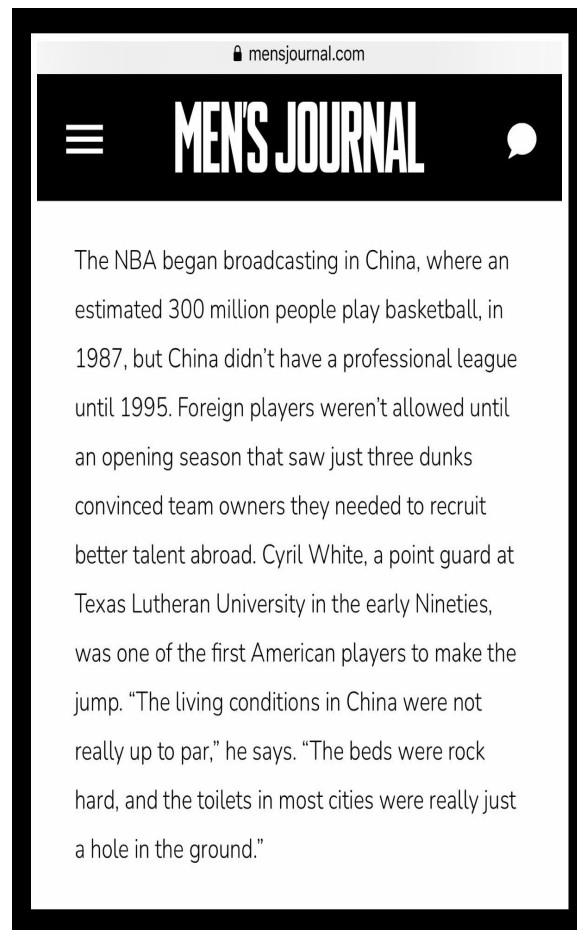 mensjournal.com
MEN'S JOURNAL
The NBA began broadcasting in China, where an
estimated 300 million people play basketball, in
1987, but China didn’t have a professional league
until 1995. Foreign players weren’t allowed until
an opening season that saw just three dunks
convinced team owners they needed to recruit
better talent abroad. Cyril White, a point guard at
Texas Lutheran University in the early Nineties,
was one of the first American players to make the
jump. “The living conditions in China were not
really up to par,” he says. “The beds were rock
hard, and the toilets in most cities were really just
a hole in the ground.”